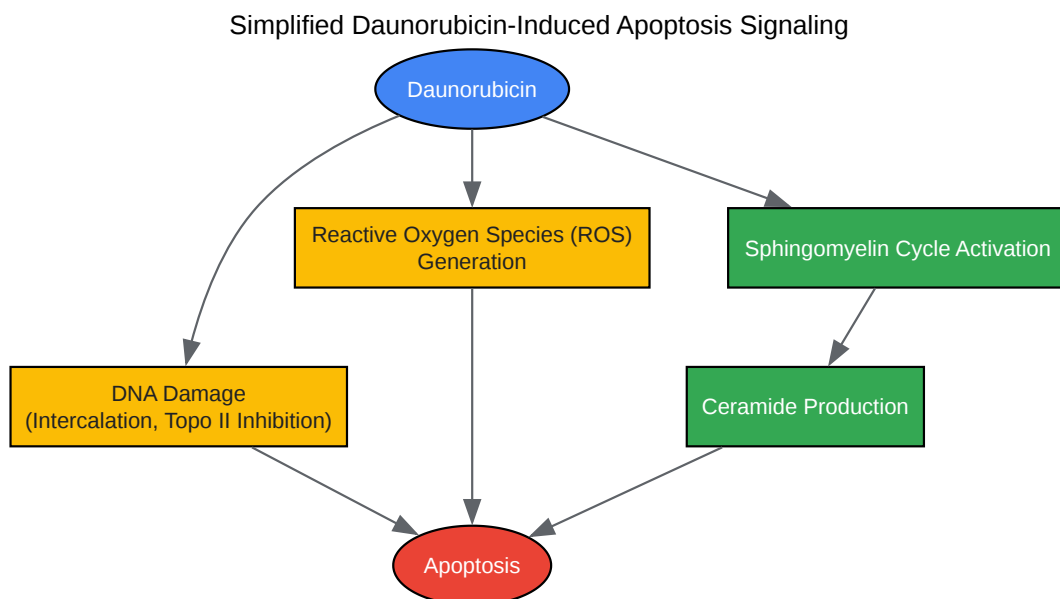 Simplified Daunorubicin-Induced Apoptosis Signaling
Daunorubicin
Reactive Oxygen Species (ROS)
Generation
Sphingomyelin Cycle Activation
DNA Damage
(Intercalation, Topo II Inhibition)
Ceramide Production
Apoptosis